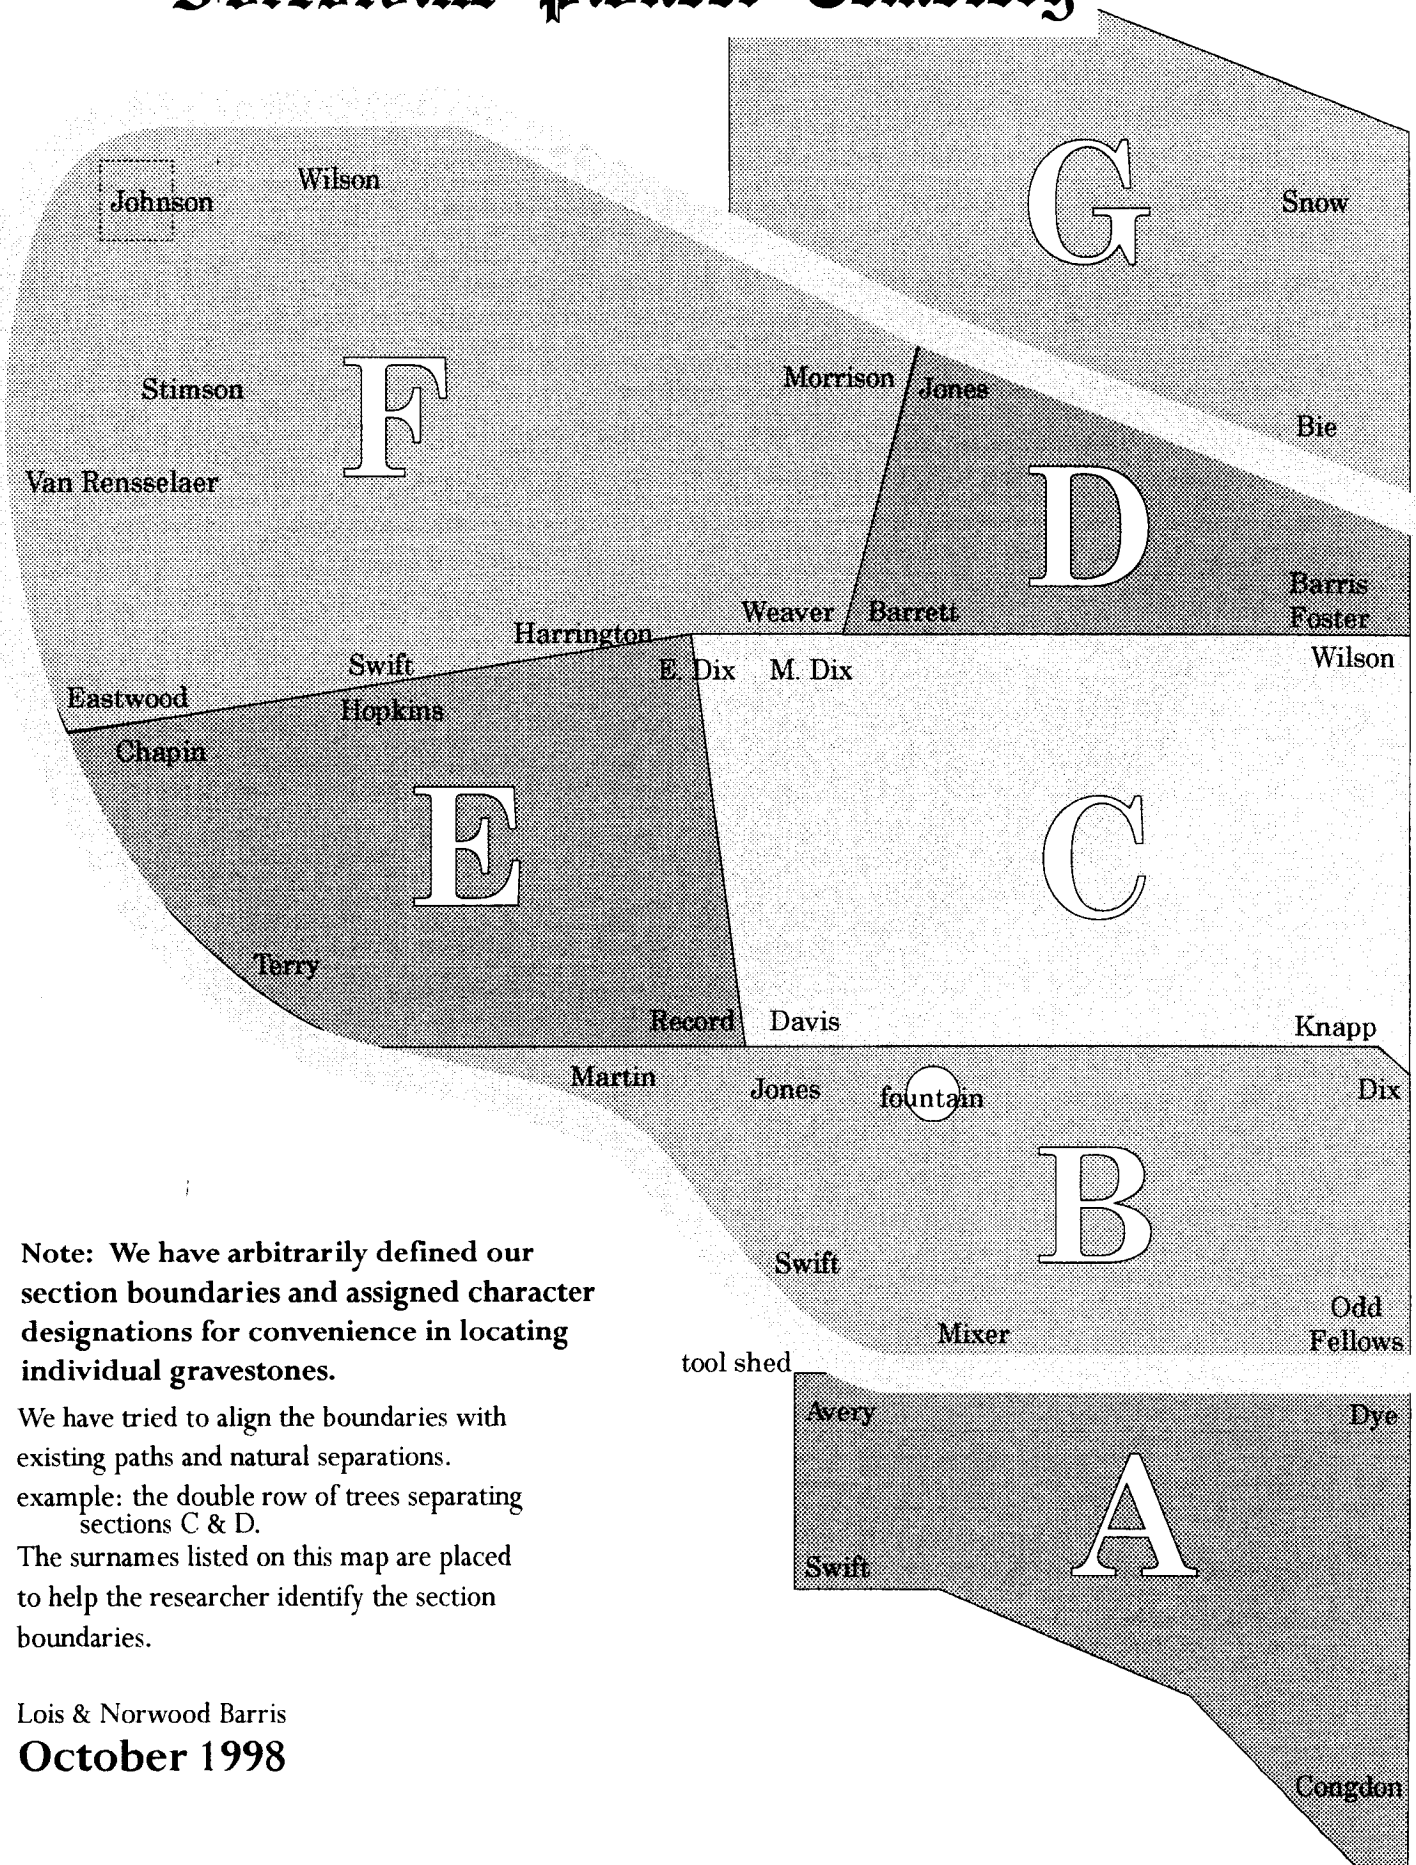 Pioneer Cemetery
G
Snow
Johnson
Wilson
F
Stimson
Morrison
Jones
Bie
Van Rensselaer
D
Weaver
Barrett
Barris
Foster
Harrington
Swift
E. Dix
M. Dix
Wilson
Eastwood
Hopkins
Chapin
E
C
Terry
Record
Davis
Knapp
Martin
Jones
fountain
Dix
B
Swift
Odd
Fellows
Mixer
tool shed
Avery
Dye
A
Swift
Congdon
Note: We have arbitrarily defined our
section boundaries and assigned character
designations for convenience in locating
individual gravestones.
We have tried to align the boundaries with
existing paths and natural separations.
example: the double row of trees separating
sections C & D.
The surnames listed on this map are placed
to help the researcher identify the section
boundaries.
Lois & Norwood Barris
October 1998